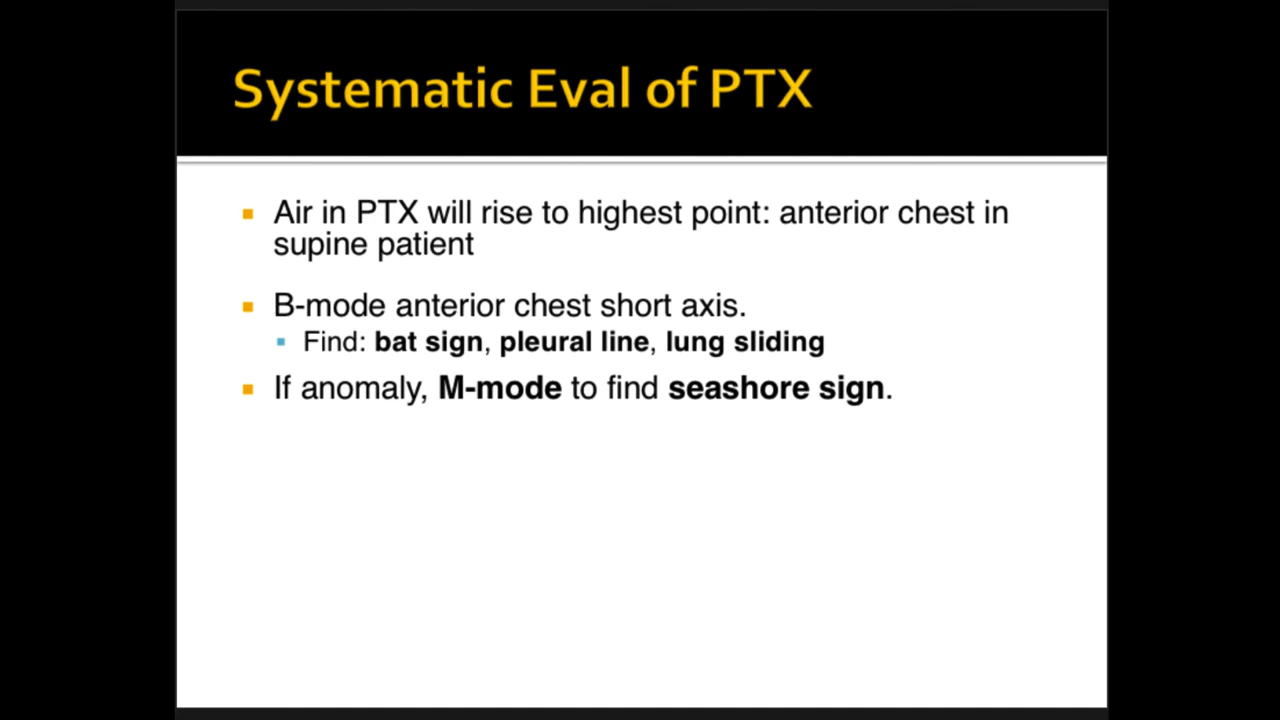 Systematic Eval of PTX
Air in PTX will rise to highest point: anterior chest in
supine patient
B-mode anterior chest short axis.
Find: bat sign, pleural line, lung sliding
If anomaly, M-mode to find seashore sign.